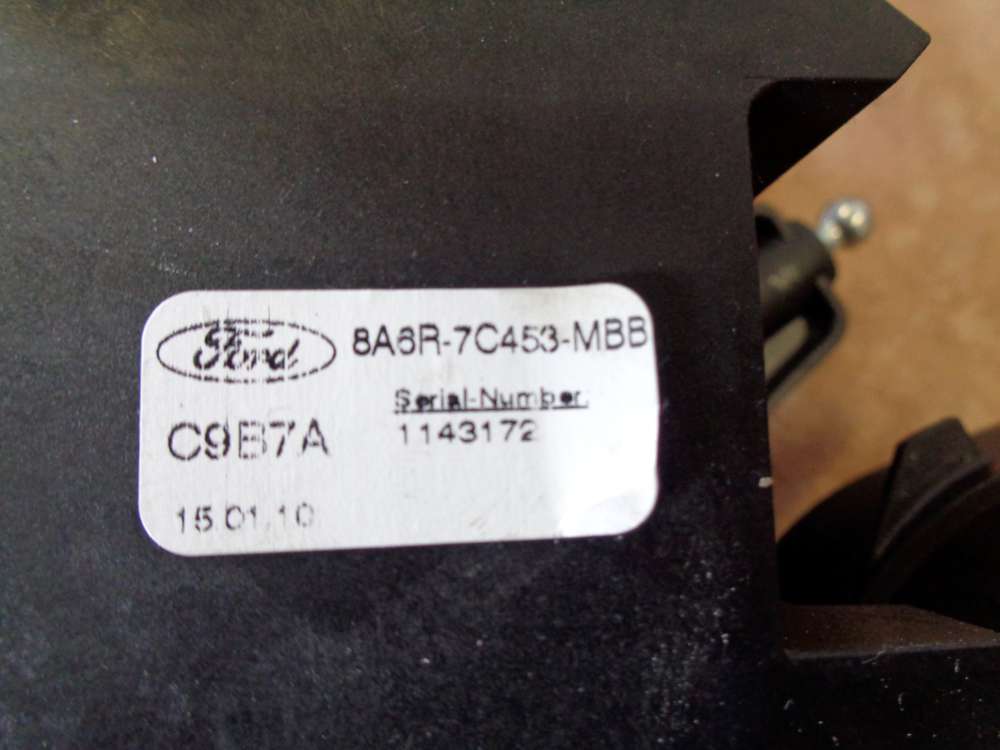 Ford 8A6R-7C453-MBB
Serial-Number:
C9B7A 1143172
15.01.10